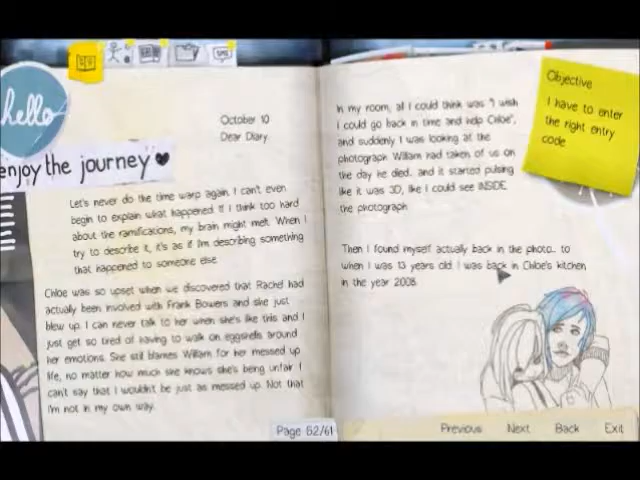 hello
enjoy the journey
October 10
Dear Diary
Let's never do the time warp again. I can't even
begin to explain what happened. If I think too hard
about the ramifications, my brain might melt. When I
try to describe it, it's as if I'm describing something
that happened to someone else
Chloe was so upset when we discovered that Rachel had
actually been involved with Frank Bowers and she just
blew up. I can never talk to her when she's like this and I
just get so tired of having to walk on eggshells around
her emotions. She still blames William for her messed up
life, no matter how much she knows she's being unfair. I
can't say that I wouldn't be just as messed up. Not that
I'm not in my own way.
Page 52/61
In my room, all I could think was "I wish
I could go back in time and help Chloe",
and suddenly I was looking at the
photograph William had taken of us on
the day he died, and it started pulsing
like it was 3D, like I could see INSIDE
the photograph
Then I found myself actually back in the photo... to
when I was 13 years old. I was back in Chloe's kitchen
in the year 2008.
Objective
I have to enter
the right entry
code
Previous
Next
Back
Exit